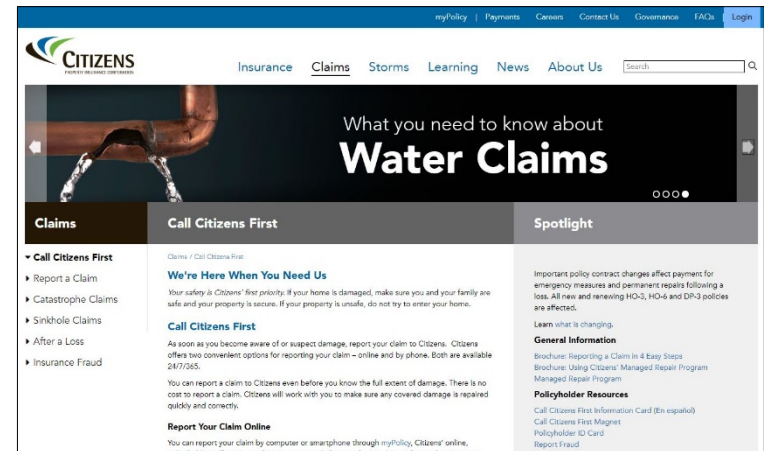 myPolicy | Payments Careers Contact Us Governance FAQs Login
CITIZENS
PROPERTY INSURANCE CORPORATION
Insurance Claims Storms Learning News About Us Search
What you need to know about
Water Claims
Claims
Call Citizens First
Report a Claim
Catastrophe Claims
Sinkhole Claims
After a Loss
Insurance Fraud
Call Citizens First
Claims / Call Citizens First
We're Here When You Need Us
Your safety is Citizens' first priority. If your home is damaged, make sure you and your family are
safe and your property is secure. If your property is unsafe, do not try to enter your home.
Call Citizens First
As soon as you become aware of or suspect damage, report your claim to Citizens. Citizens
offers two convenient options for reporting your claim – online and by phone. Both are available
24/7/365.
You can report a claim to Citizens even before you know the full extent of damage. There is no
cost to report a claim. Citizens will work with you to make sure any covered damage is repaired
quickly and correctly.
Report Your Claim Online
You can report your claim by computer or smartphone through myPolicy, Citizens' online,
Spotlight
Important policy contract changes affect payment for
emergency measures and permanent repairs following a
loss. All new and renewing HO-3, HO-6 and DP-3 policies
are affected.
Learn what is changing.
General Information
Brochure: Reporting a Claim in 4 Easy Steps
Brochure: Using Citizens' Managed Repair Program
Managed Repair Program
Policyholder Resources
Call Citizens First Information Card (En español)
Call Citizens First Magnet
Policyholder ID Card
Report Fraud